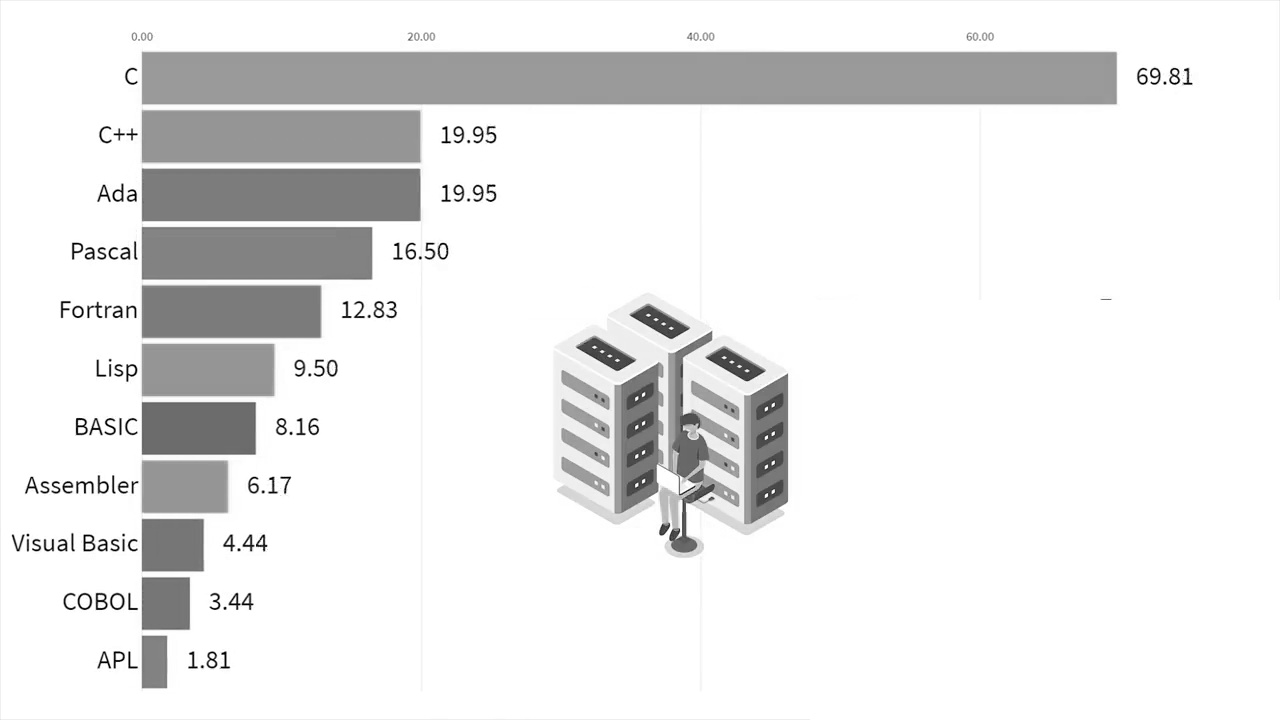 0.00 20.00 40.00 60.00
C 69.81
C++ 19.95
Ada 19.95
Pascal 16.50
Fortran 12.83
Lisp 9.50
BASIC 8.16
Assembler 6.17
Visual Basic 4.44
COBOL 3.44
APL 1.81